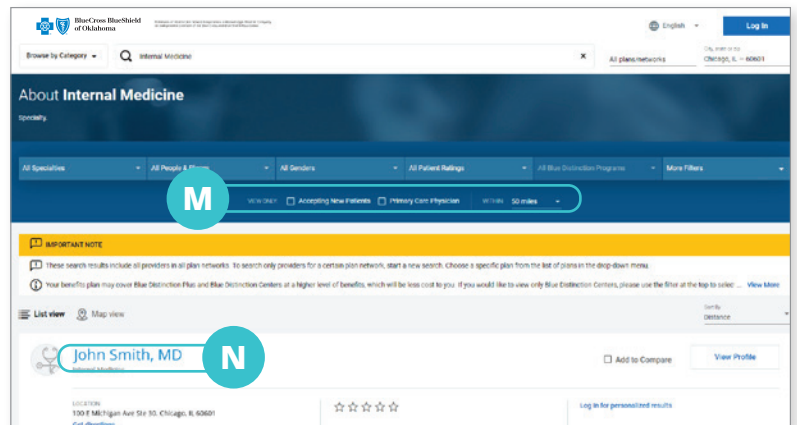 BlueCross BlueShield
of Oklahoma
English
Log In
Browse by Category
Internal Medicine
x
All plans/networks
City, state or zip
Chicago, IL - 60601
About Internal Medicine
Specialty.
All Specialties
All People &
All Genders
All Patient Ratings
All Blue Distinction Programs
More Filters
M
VIEW ONLY
Accepting New Patients
Primary Care Physician
WITHIN
50 miles
IMPORTANT NOTE
These search results include all providers in all plan networks. To search only providers for a certain plan network, start a new search. Choose a specific plan from the list of plans in the drop-down menu.
Your benefits plan may cover Blue Distinction Plus and Blue Distinction Centers at a higher level of benefits, which will be less cost to you. If you would like to view only Blue Distinction Centers, please use the filter at the top to select ... View More
List view
Map view
Sort By
Distance
John Smith, MD
N
Internal Medicine
Add to Compare
View Profile
LOCATION
100 E Michigan Ave Ste 30, Chicago, IL 60601
Get directions
Log in for personalized results